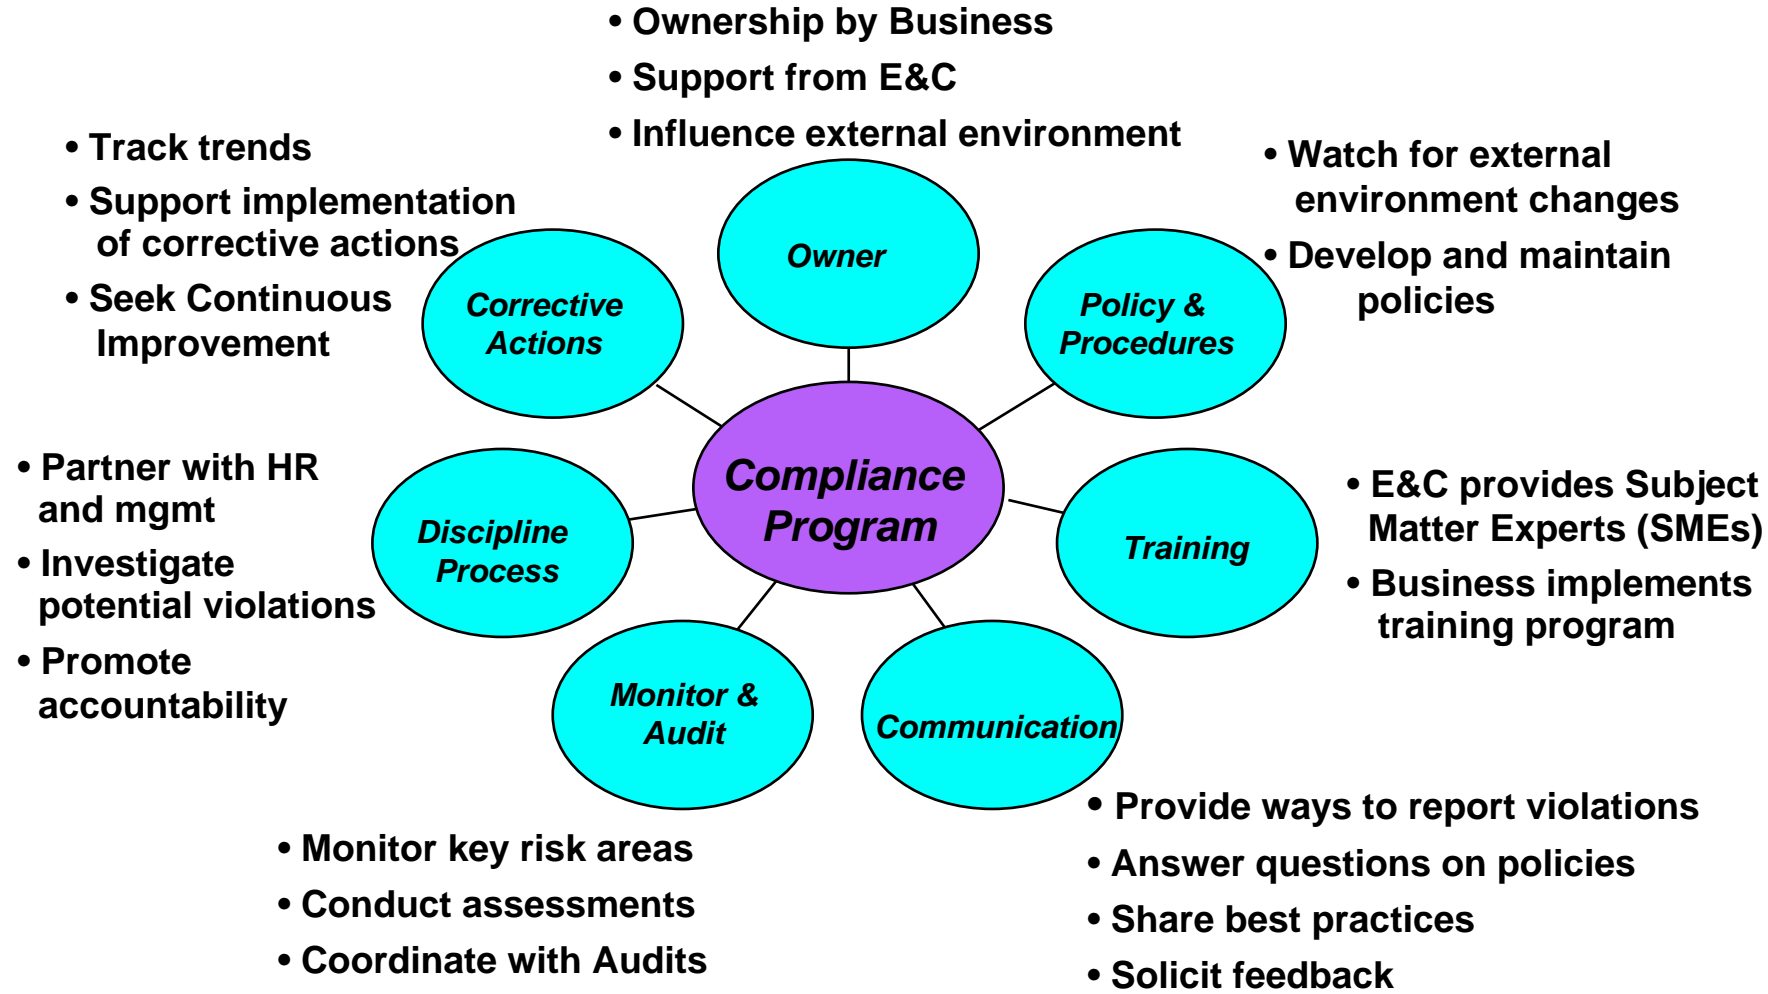 • Ownership by Business
• Support from E&C
• Influence external environment
Owner
• Watch for external
environment changes
• Develop and maintain
policies
Policy &
Procedures
• E&C provides Subject
Matter Experts (SMEs)
• Business implements
training program
Training
Communication
• Provide ways to report violations
• Answer questions on policies
• Share best practices
• Solicit feedback
Monitor &
Audit
• Monitor key risk areas
• Conduct assessments
• Coordinate with Audits
• Partner with HR
and mgmt
• Investigate
potential violations
• Promote
accountability
Discipline
Process
• Track trends
• Support implementation
of corrective actions
• Seek Continuous
Improvement
Corrective
Actions
Compliance
Program